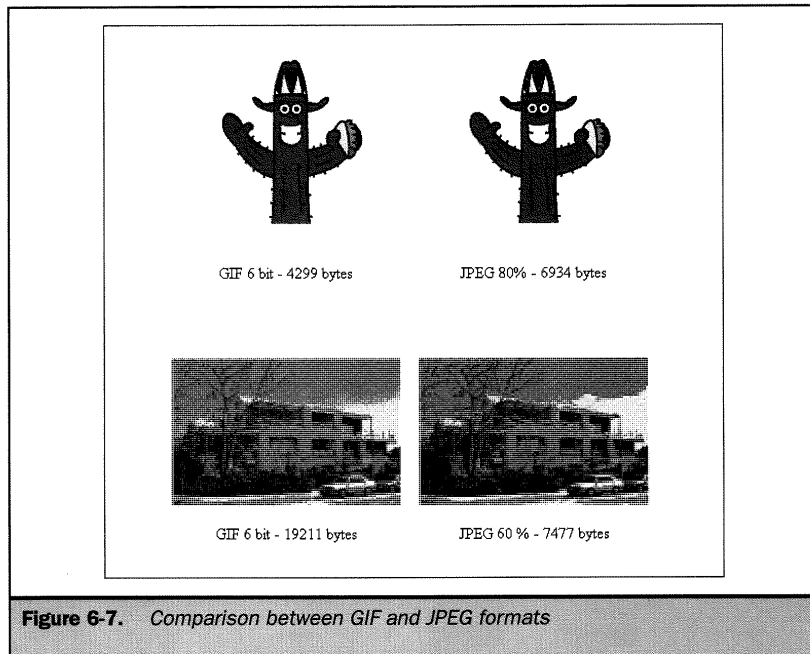 GIF 6 bit - 4299 bytes
JPEG 80% - 6934 bytes
GIF 6 bit - 19211 bytes
JPEG 60 % - 7477 bytes
Figure 6-7. Comparison between GIF and JPEG formats